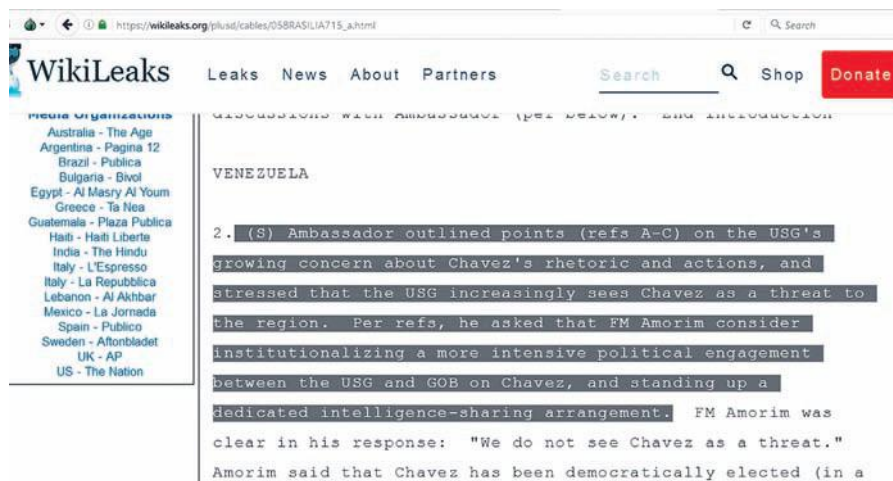 https://wikileaks.org/plusd/cables/05BRASILIA715_a.html
Search
WikiLeaks
Leaks News About Partners
Search
Shop
Donate
Media Organizations
Australia - The Age
Argentina - Pagina 12
Brazil - Publica
Bulgaria - Bivol
Egypt - Al Masry Al Youm
Greece - Ta Nea
Guatemala - Plaza Publica
Haiti - Haiti Liberte
India - The Hindu
Italy - L'Espresso
Italy - La Repubblica
Lebanon - Al Akhbar
Mexico - La Jornada
Spain - Publico
Sweden - Aftonbladet
UK - AP
US - The Nation
discussions with Ambassador (per below). End introduction
VENEZUELA
2. (S) Ambassador outlined points (refs A-C) on the USG's
growing concern about Chavez's rhetoric and actions, and
stressed that the USG increasingly sees Chavez as a threat to
the region. Per refs, he asked that FM Amorim consider
institutionalizing a more intensive political engagement
between the USG and GOB on Chavez, and standing up a
dedicated intelligence-sharing arrangement. FM Amorim was
clear in his response: "We do not see Chavez as a threat."
Amorim said that Chavez has been democratically elected (in a